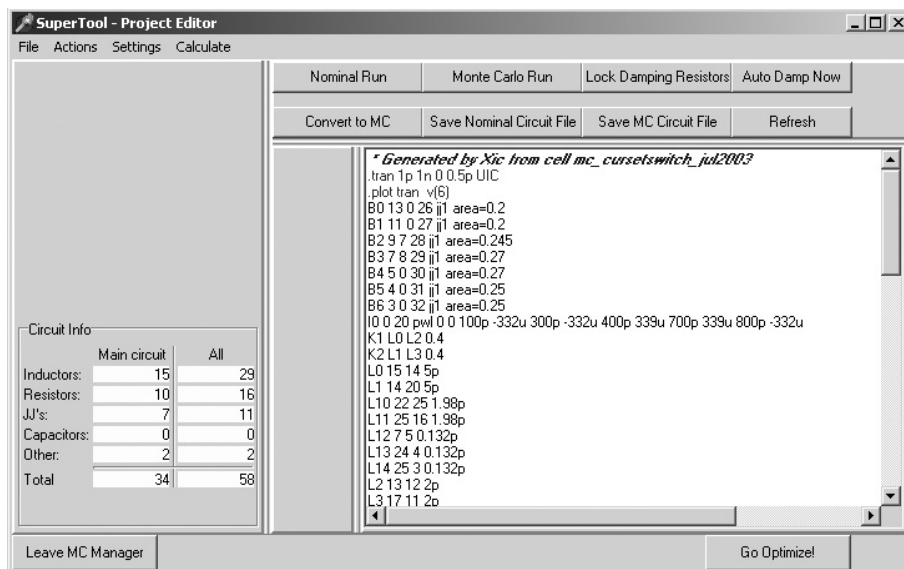 SuperTool - Project Editor
File Actions Settings Calculate
Nominal Run Monte Carlo Run Lock Damping Resistors Auto Damp Now
Convert to MC Save Nominal Circuit File Save MC Circuit File Refresh
* Generated by Xic from cell mc_cursetswitch_jul2003
.tran 1p 1n 0 0.5p UIC
.plot tran v(6)
B0 13 0 26 jj1 area=0.2
B1 11 0 27 jj1 area=0.2
B2 9 7 28 jj1 area=0.245
B3 7 8 29 jj1 area=0.27
B4 5 0 30 jj1 area=0.27
B5 4 0 31 jj1 area=0.25
B6 3 0 32 jj1 area=0.25
I0 0 20 pwl 0 0 100p -332u 300p -332u 400p 339u 700p 339u 800p -332u
K1 L0 L2 0.4
K2 L1 L3 0.4
L0 15 14 5p
L1 14 20 5p
L10 22 25 1.98p
L11 25 16 1.98p
L12 7 5 0.132p
L13 24 4 0.132p
L14 25 3 0.132p
L2 13 12 2p
L3 17 11 2p
Circuit Info
Main circuit All
Inductors: 15 29
Resistors: 10 16
JJ's: 7 11
Capacitors: 0 0
Other: 2 2
Total 34 58
Leave MC Manager Go Optimize!